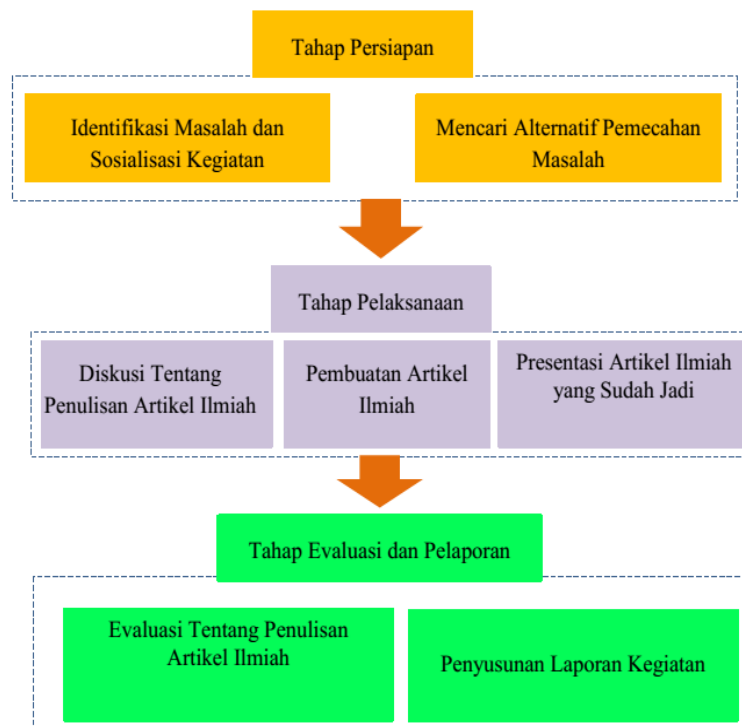 Tahap Persiapan
Identifikasi Masalah dan
Sosialisasi Kegiatan
Mencari Alternatif Pemecahan
Masalah
Tahap Pelaksanaan
Diskusi Tentang
Penulisan Artikel Ilmiah
Pembuatan Artikel
Ilmiah
Presentasi Artikel Ilmiah
yang Sudah Jadi
Tahap Evaluasi dan Pelaporan
Evaluasi Tentang Penulisan
Artikel Ilmiah
Penyusunan Laporan Kegiatan